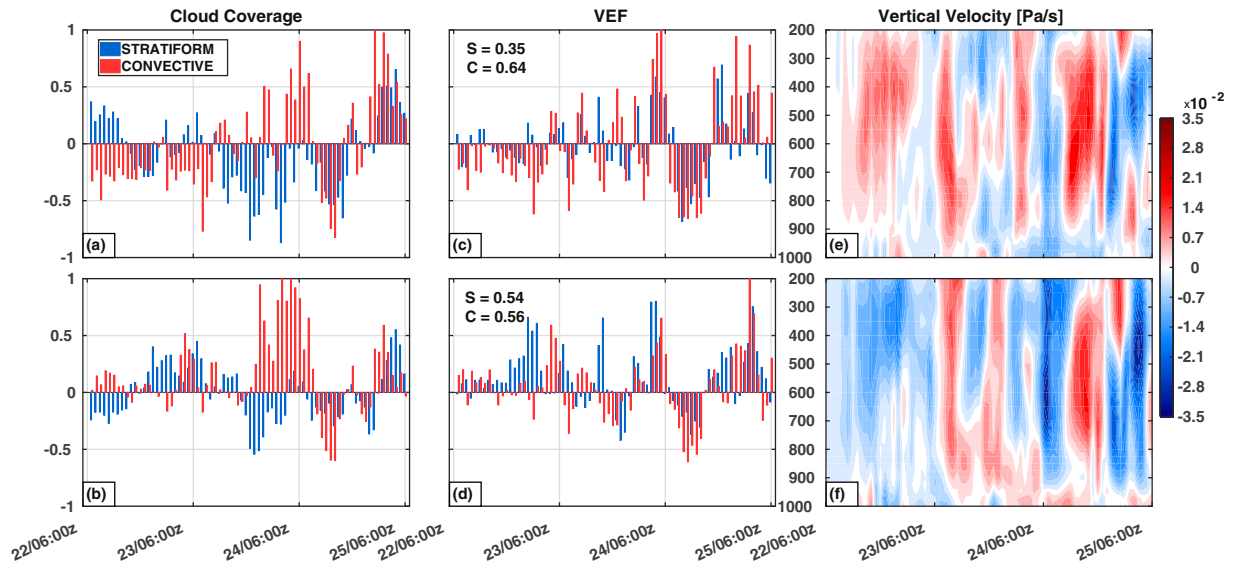 Cloud Coverage
VEF
Vertical Velocity [Pa/s]
1
0.5
0
-0.5
-1
STRATIFORM
CONVECTIVE
(a)
S = 0.35
C = 0.64
(c)
200
300
400
500
600
700
800
900
1000
(e)
×10 -2
3.5
2.8
2.1
1.4
0.7
0
-0.7
-1.4
-2.1
-2.8
-3.5
1
0.5
0
-0.5
-1
(b)
S = 0.54
C = 0.56
(d)
200
300
400
500
600
700
800
900
1000
(f)
22/06:00z
23/06:00z
24/06:00z
25/06:00z
22/06:00z
23/06:00z
24/06:00z
25/06:00z
22/06:00z
23/06:00z
24/06:00z
25/06:00z